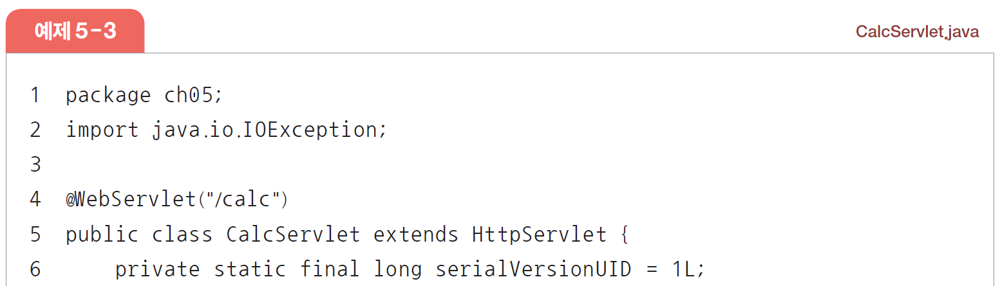 예제 5-3
CalcServlet.java
1 package ch05;
2 import java.io.IOException;
3
4 @WebServlet("/calc")
5 public class CalcServlet extends HttpServlet {
6     private static final long serialVersionUID = 1L;